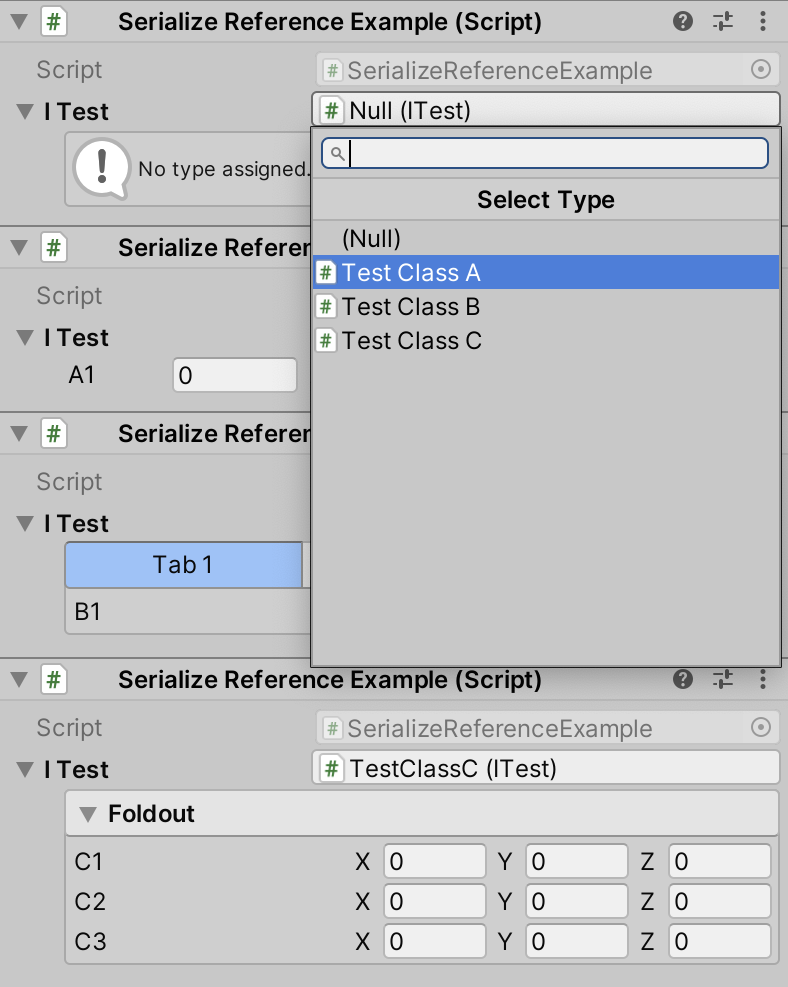 Serialize Reference Example (Script)
Script
SerializeReferenceExample
I Test
Null (ITest)
No type assigned.
Select Type
(Null)
Test Class A
Test Class B
Test Class C
Serialize Refere
Script
I Test
A1
0
Serialize Refere
Script
I Test
Tab 1
B1
Serialize Reference Example (Script)
Script
SerializeReferenceExample
I Test
TestClassC (ITest)
Foldout
C1 X 0 Y 0 Z 0
C2 X 0 Y 0 Z 0
C3 X 0 Y 0 Z 0